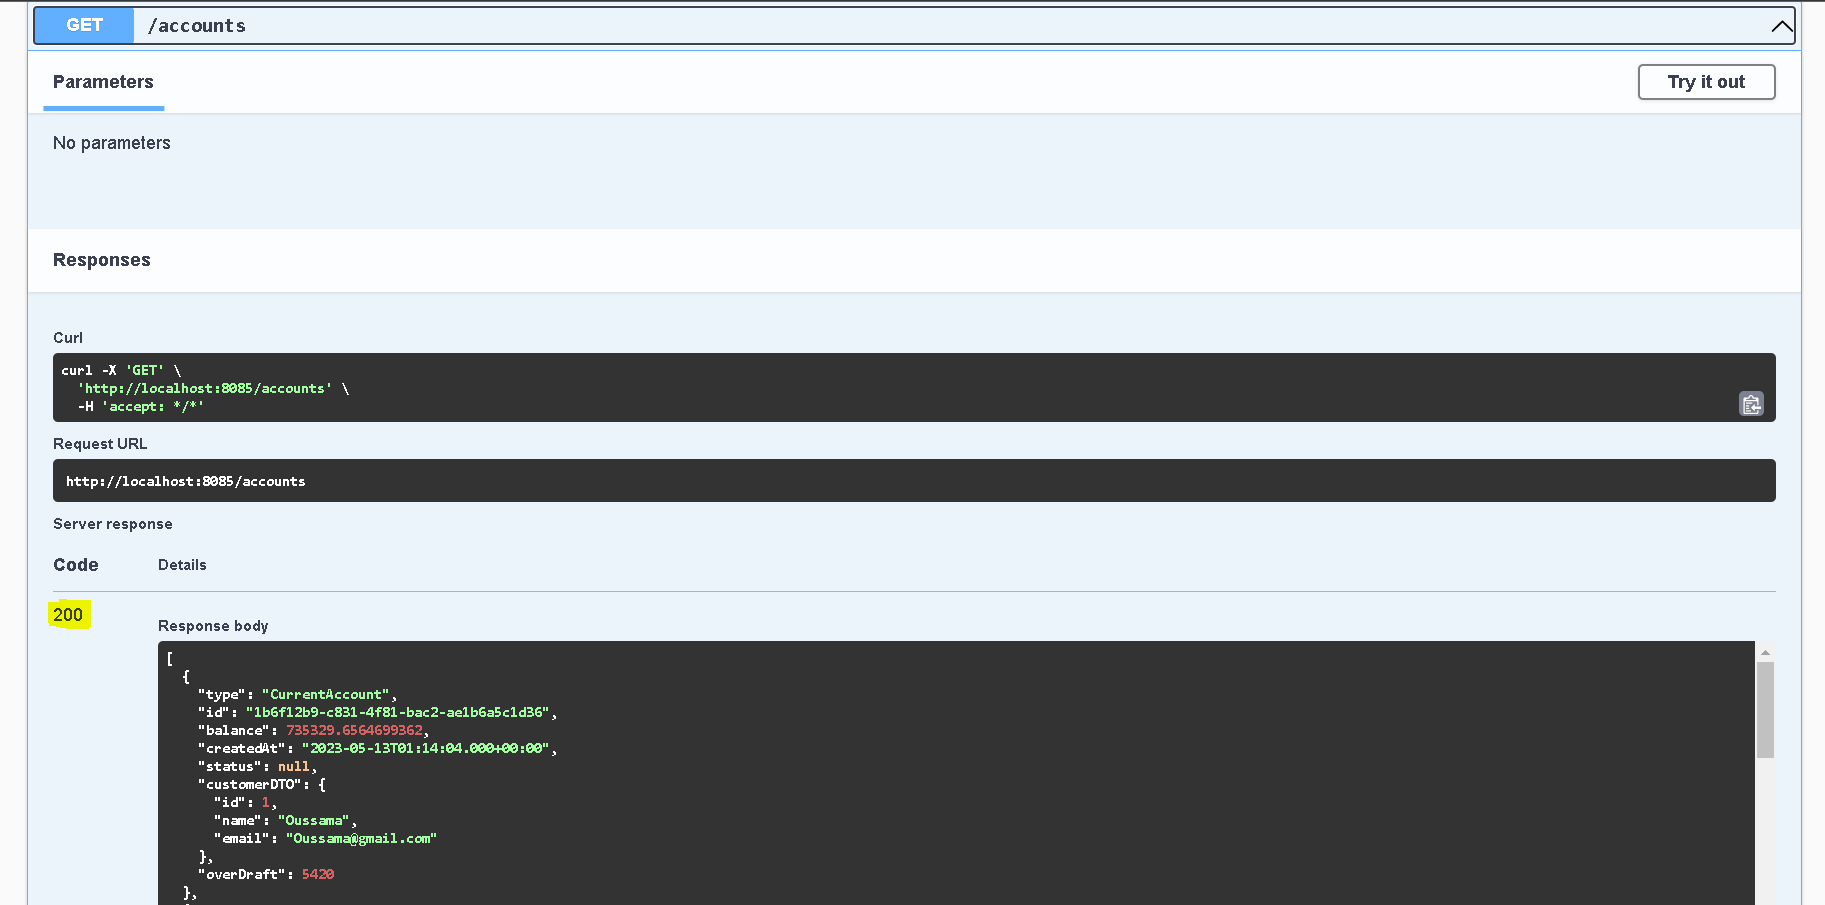 GET /accounts
Parameters
Try it out
No parameters
Responses
Curl
curl -X 'GET' \
'http://localhost:8085/accounts' \
-H 'accept: */*'
Request URL
http://localhost:8085/accounts
Server response
Code Details
200
Response body
[
{
"type": "CurrentAccount",
"id": "1b6f12b9-c831-4f81-bac2-ae1b6a5c1d36",
"balance": 735329.6564699362,
"createdAt": "2023-05-13T01:14:04.000+00:00",
"status": null,
"customerDTO": {
"id": 1,
"name": "Oussama",
"email": "Oussama@gmail.com"
},
"overDraft": 5420
},